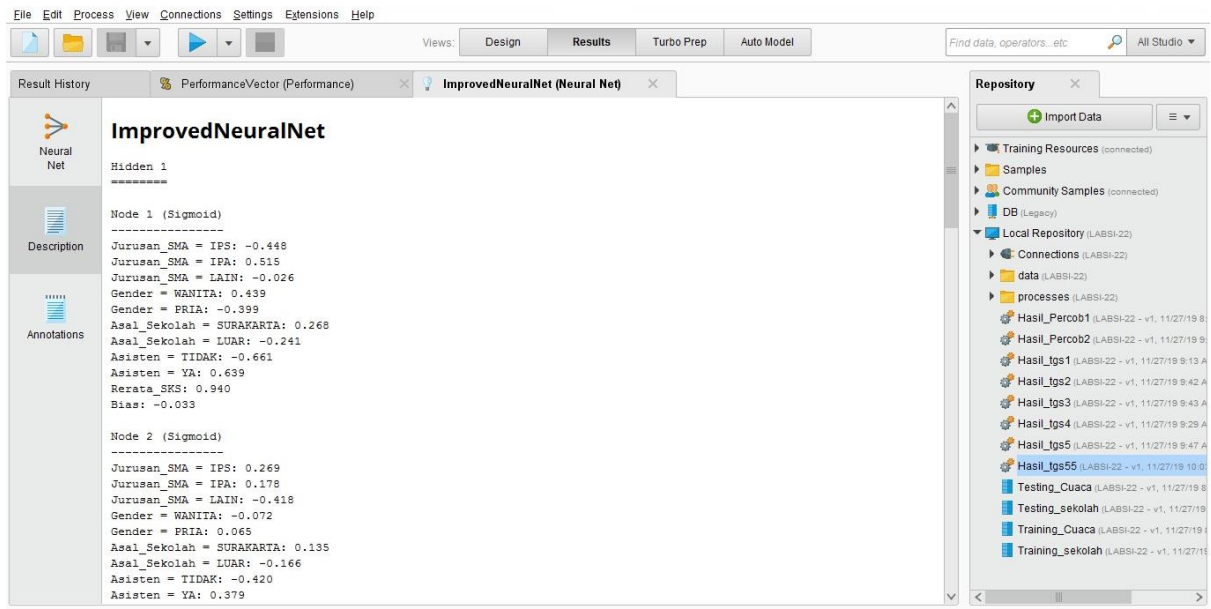 File Edit Process View Connections Settings Extensions Help
Views: Design Results Turbo Prep Auto Model
Find data, operators...etc
All Studio
Result History
PerformanceVector (Performance)
ImprovedNeuralNet (Neural Net)
Neural
Net
Description
Annotations
ImprovedNeuralNet
Hidden 1
========
Node 1 (Sigmoid)
----------------
Jurusan_SMA = IPS: -0.448
Jurusan_SMA = IPA: 0.515
Jurusan_SMA = LAIN: -0.026
Gender = WANITA: 0.439
Gender = PRIA: -0.399
Asal_Sekolah = SURAKARTA: 0.268
Asal_Sekolah = LUAR: -0.241
Asisten = TIDAK: -0.661
Asisten = YA: 0.639
Rerata_SKS: 0.940
Bias: -0.033
Node 2 (Sigmoid)
----------------
Jurusan_SMA = IPS: 0.269
Jurusan_SMA = IPA: 0.178
Jurusan_SMA = LAIN: -0.418
Gender = WANITA: -0.072
Gender = PRIA: 0.065
Asal_Sekolah = SURAKARTA: 0.135
Asal_Sekolah = LUAR: -0.166
Asisten = TIDAK: -0.420
Asisten = YA: 0.379
Repository
Import Data
Training Resources (connected)
Samples
Community Samples (connected)
DB (Legacy)
Local Repository (LABSI-22)
Connections (LABSI-22)
data (LABSI-22)
processes (LABSI-22)
Hasil_Percob1 (LABSI-22 - v1, 11/27/19 8:
Hasil_Percob2 (LABSI-22 - v1, 11/27/19 9:
Hasil_tgs1 (LABSI-22 - v1, 11/27/19 9:13 A
Hasil_tgs2 (LABSI-22 - v1, 11/27/19 9:42 A
Hasil_tgs3 (LABSI-22 - v1, 11/27/19 9:43 A
Hasil_tgs4 (LABSI-22 - v1, 11/27/19 9:29 A
Hasil_tgs5 (LABSI-22 - v1, 11/27/19 9:47 A
Hasil_tgs55 (LABSI-22 - v1, 11/27/19 10:0
Testing_Cuaca (LABSI-22 - v1, 11/27/19 8
Testing_sekolah (LABSI-22 - v1, 11/27/19
Training_Cuaca (LABSI-22 - v1, 11/27/19
Training_sekolah (LABSI-22 - v1, 11/27/19